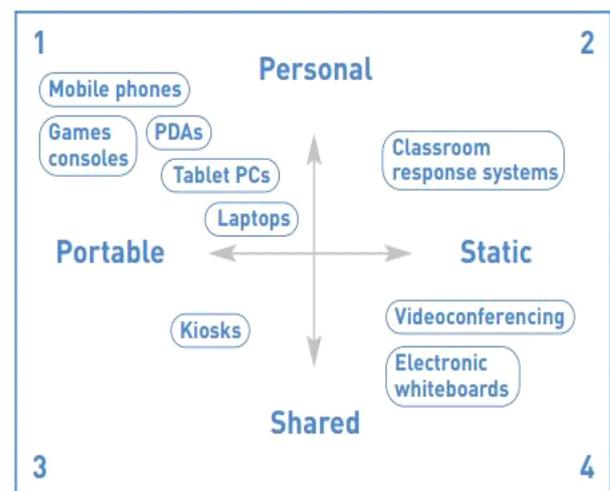 1
2
Personal
Mobile phones
Games
consoles
PDAs
Tablet PCs
Laptops
Classroom
response systems
Portable
Static
Kiosks
Videoconferencing
Electronic
whiteboards
Shared
3
4